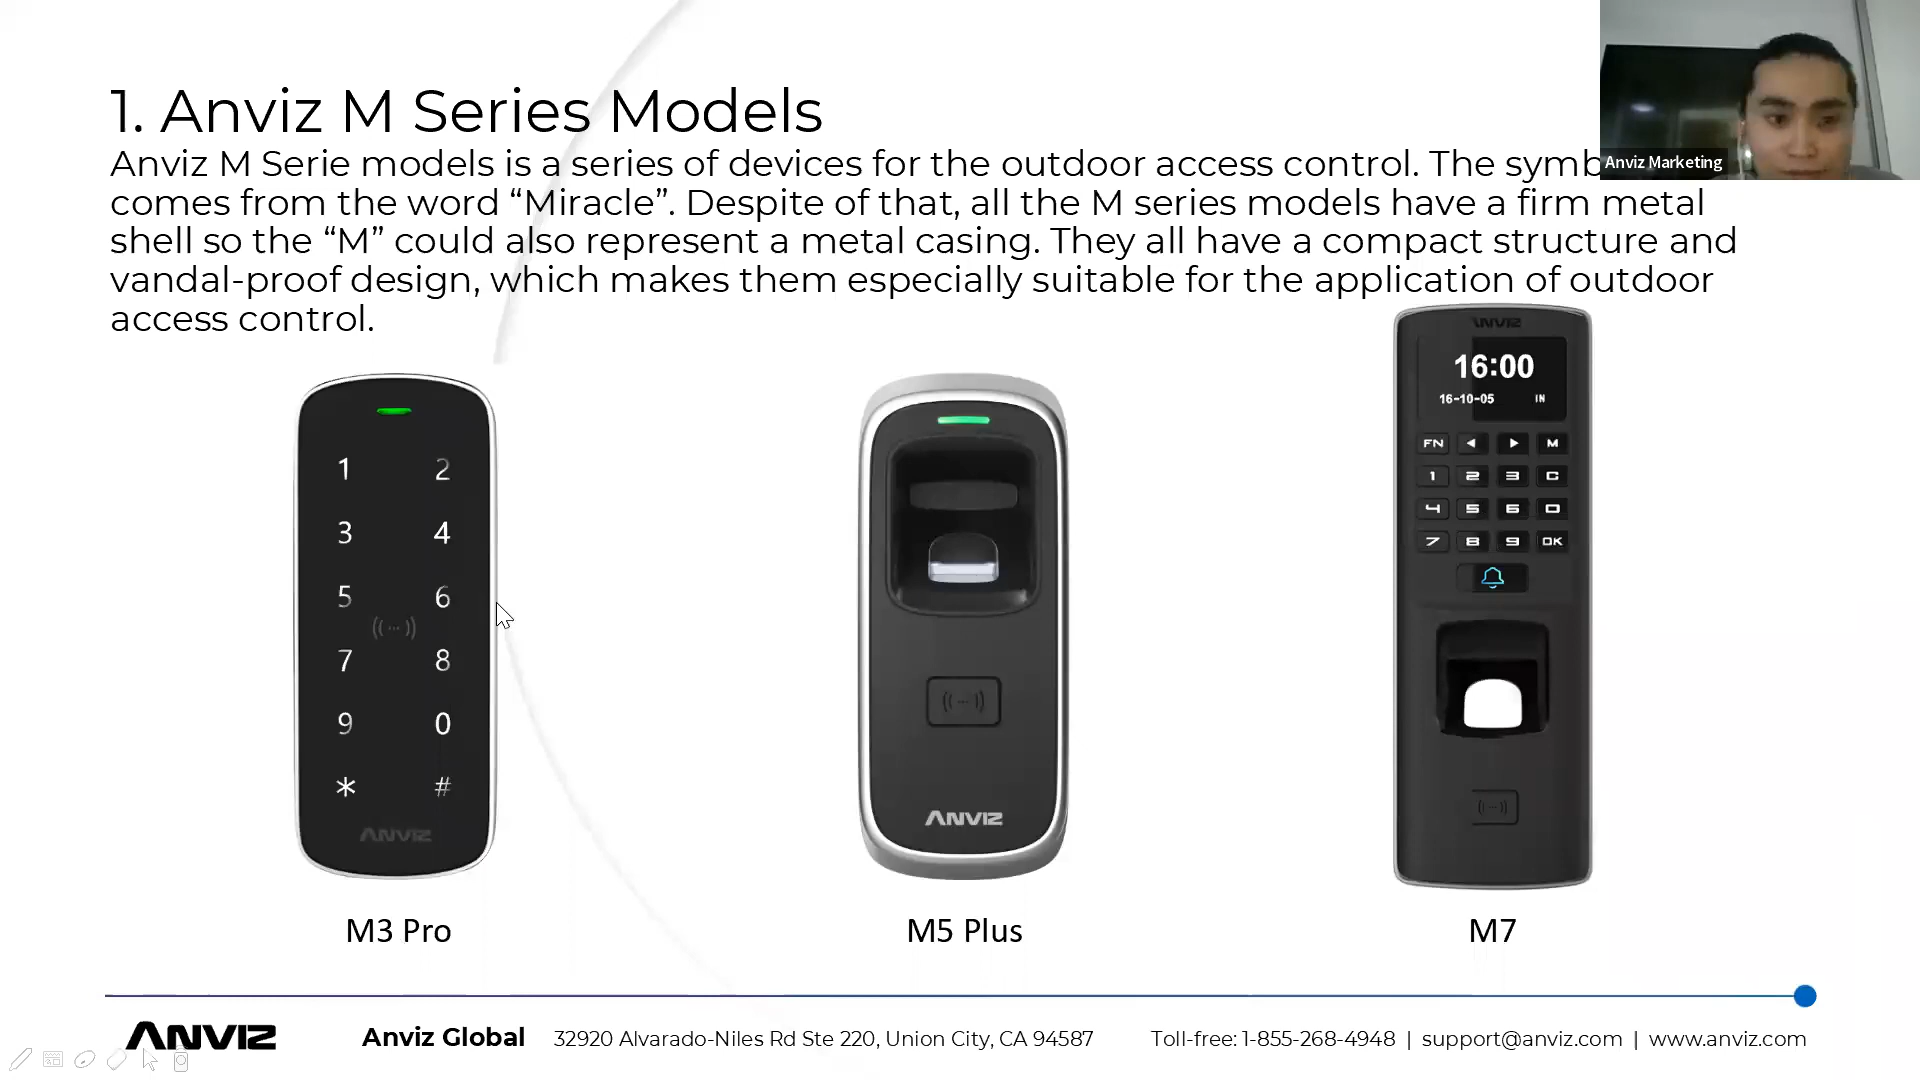 1. Anviz M Series Models
Anviz M Serie models is a series of devices for the outdoor access control. The symb
comes from the word “Miracle”. Despite of that, all the M series models have a firm metal
shell so the “M” could also represent a metal casing. They all have a compact structure and
vandal-proof design, which makes them especially suitable for the application of outdoor
access control.
Anviz Marketing
1 2
3 4
5 6
7 8
9 0
* #
ANVIZ
ANVIZ
ANVIZ
16:00
16-10-05 IN
FN ◀ ▶ M
1 2 3 C
4 5 6 0
7 8 9 OK
M3 Pro
M5 Plus
M7
ANVIZ
Anviz Global 32920 Alvarado-Niles Rd Ste 220, Union City, CA 94587 Toll-free: 1-855-268-4948 | support@anviz.com | www.anviz.com